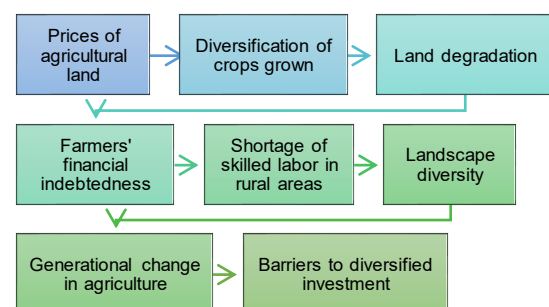 Prices of
agricultural
land
Diversification of
crops grown
Land degradation
Farmers'
financial
indebtedness
Shortage of
skilled labor in
rural areas
Landscape
diversity
Generational change
in agriculture
Barriers to diversified
investment